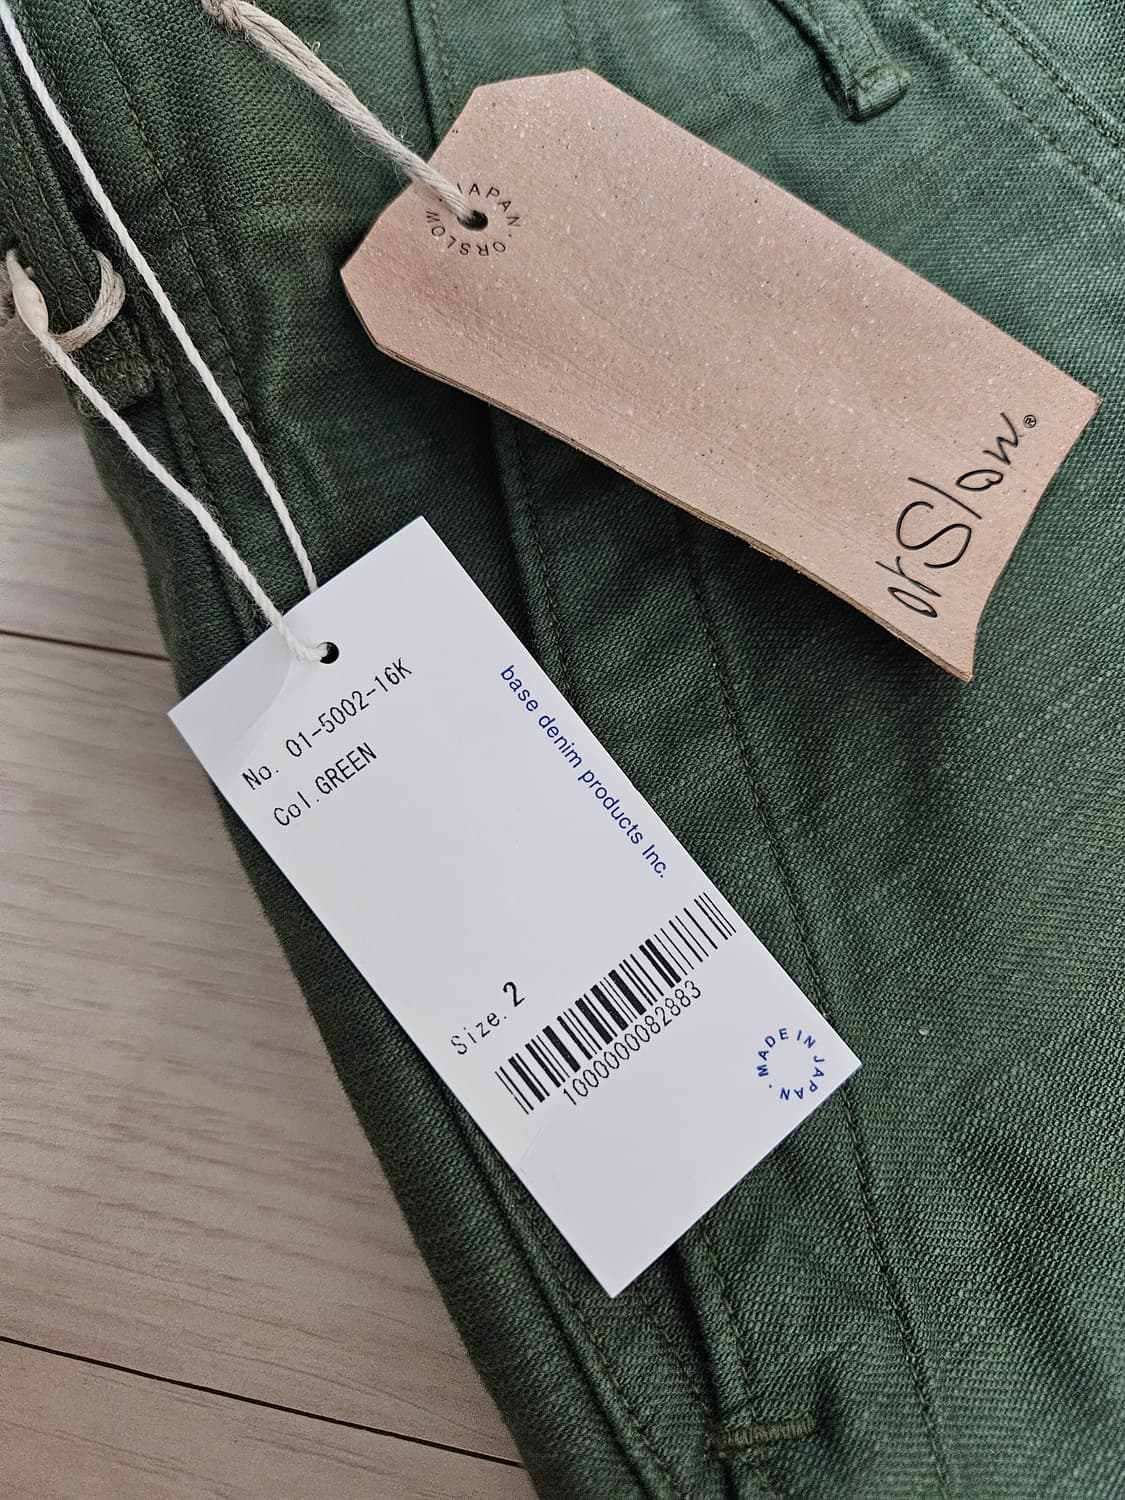 JAPAN · ORSLOW
orSlow®
No. 01-5002-16K
Col.GREEN
base denim products Inc.
Size. 2
1000000082883
MADE IN JAPAN ·